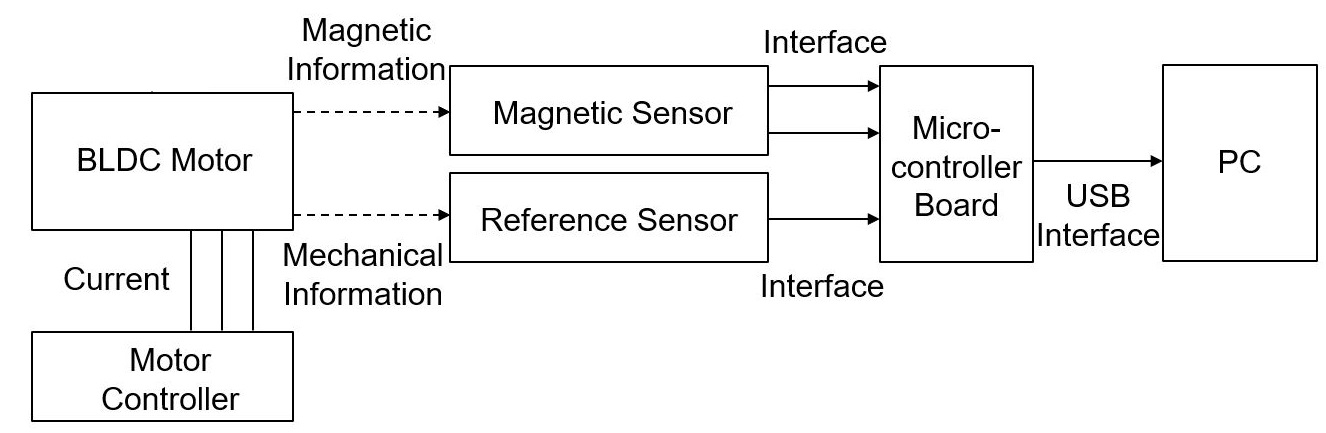 Magnetic
Information
Interface
Magnetic Sensor
BLDC Motor
Micro-
controller
Board
PC
Reference Sensor
USB
Interface
Current
Mechanical
Information
Interface
Motor
Controller